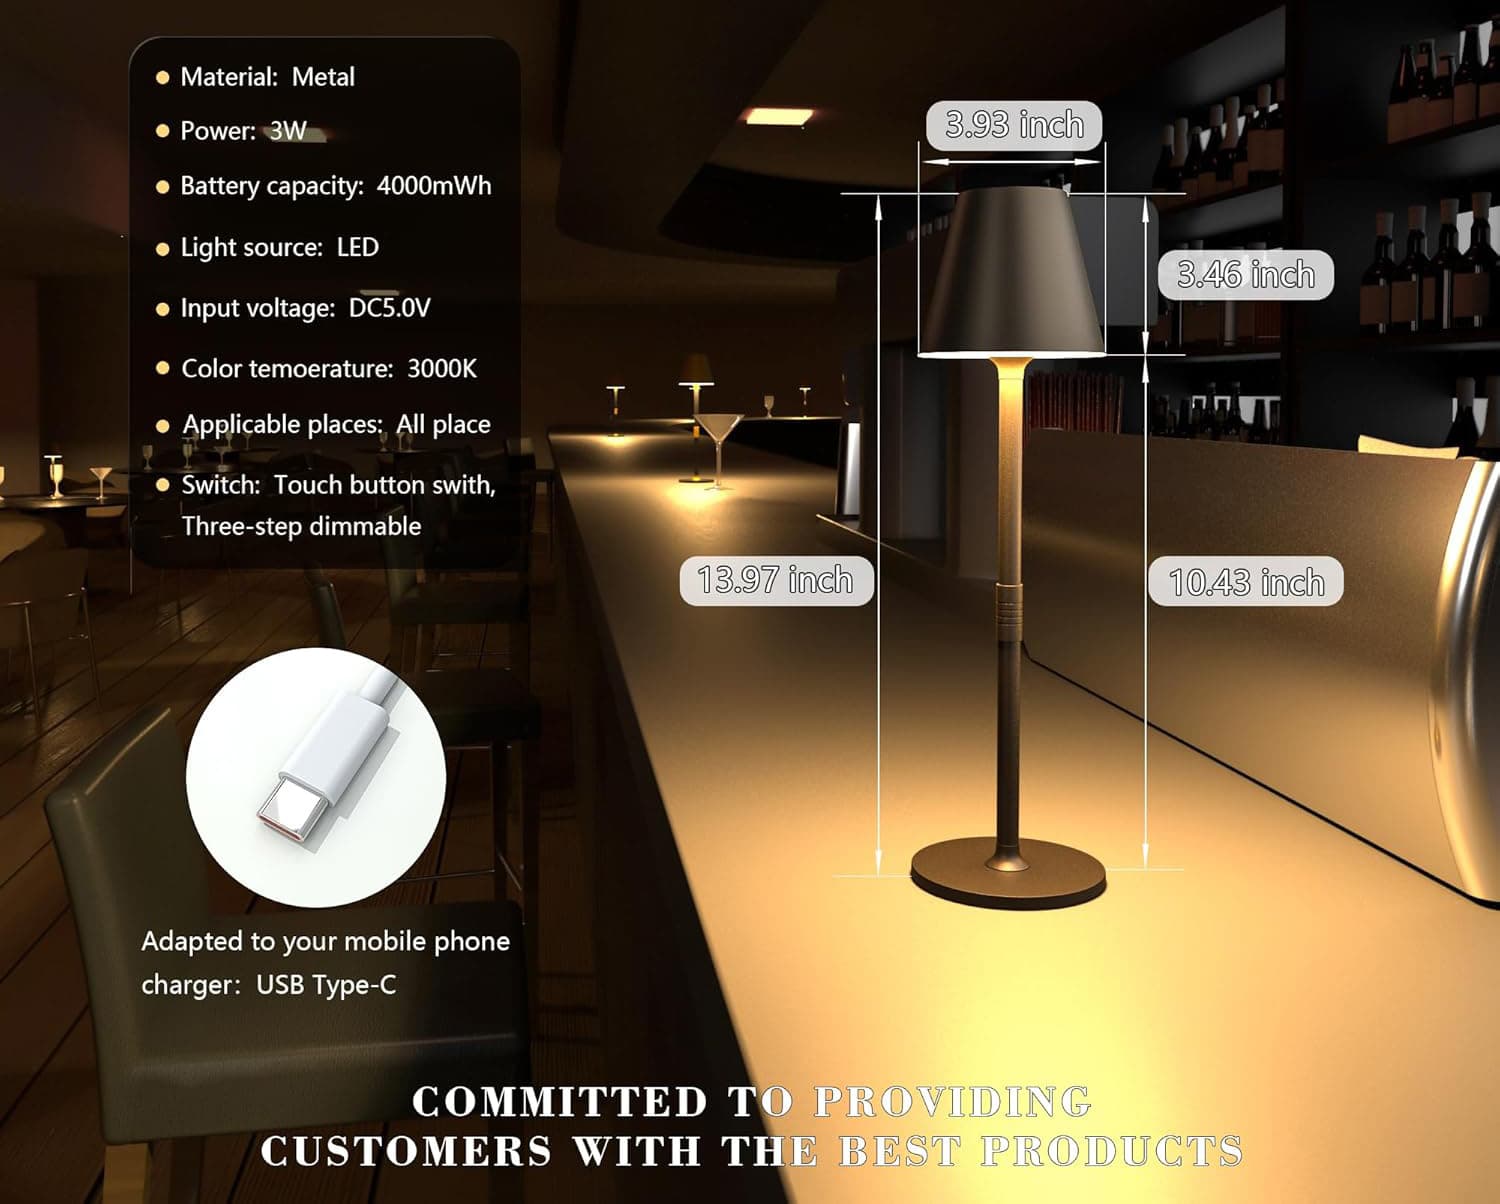 Material: Metal
Power: 3W
Battery capacity: 4000mWh
Light source: LED
Input voltage: DC5.0V
Color temoerature: 3000K
Applicable places: All place
Switch: Touch button swith,
Three-step dimmable
3.93 inch
3.46 inch
13.97 inch
10.43 inch
Adapted to your mobile phone
charger: USB Type-C
COMMITTED TO PROVIDING
CUSTOMERS WITH THE BEST PRODUCTS